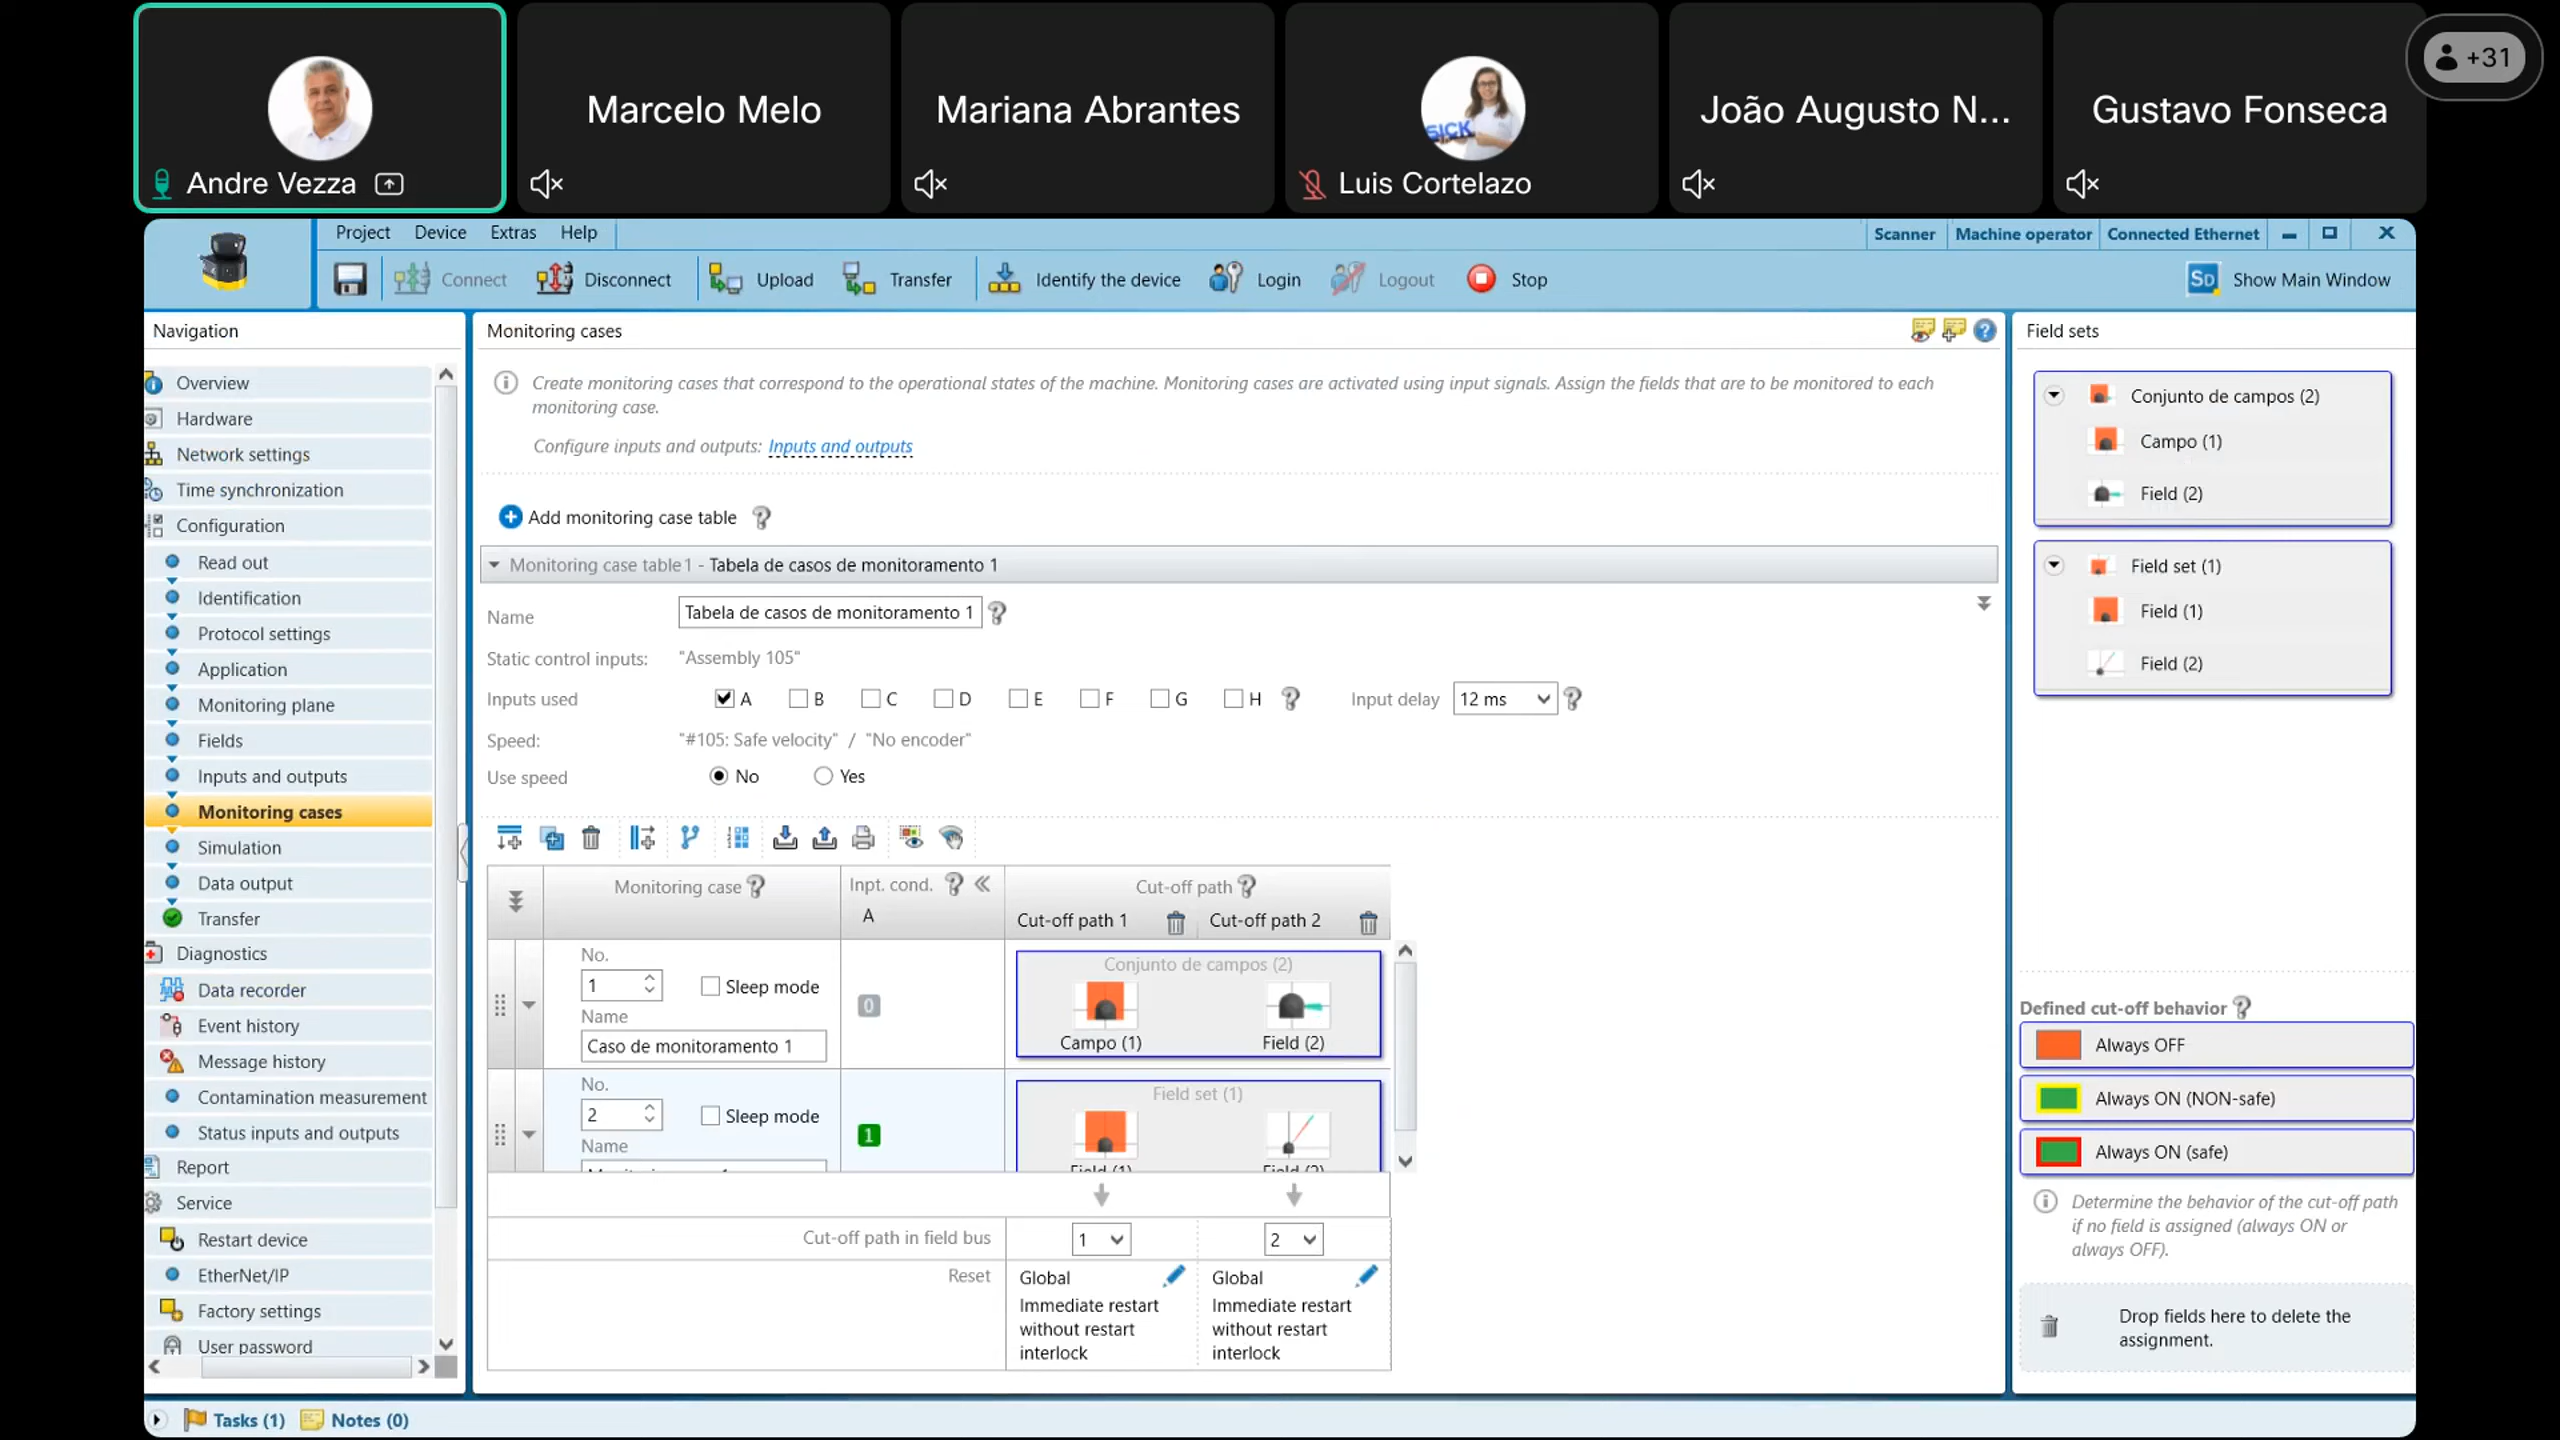 Andre Vezza
Marcelo Melo
Mariana Abrantes
SICK
Luis Cortelazo
João Augusto N...
Gustavo Fonseca
+31
Project Device Extras Help
Scanner Machine operator Connected Ethernet
Connect Disconnect Upload Transfer Identify the device Login Logout Stop
SD Show Main Window
Navigation
Overview
Hardware
Network settings
Time synchronization
Configuration
Read out
Identification
Protocol settings
Application
Monitoring plane
Fields
Inputs and outputs
Monitoring cases
Simulation
Data output
Transfer
Diagnostics
Data recorder
Event history
Message history
Contamination measurement
Status inputs and outputs
Report
Service
Restart device
EtherNet/IP
Factory settings
User password
Monitoring cases
Create monitoring cases that correspond to the operational states of the machine. Monitoring cases are activated using input signals. Assign the fields that are to be monitored to each
monitoring case.
Configure inputs and outputs: Inputs and outputs
Add monitoring case table
Monitoring case table1 - Tabela de casos de monitoramento 1
Name Tabela de casos de monitoramento 1
Static control inputs: "Assembly 105"
Inputs used A B C D E F G H Input delay 12 ms
Speed: "#105: Safe velocity" / "No encoder"
Use speed No Yes
Monitoring case Inpt. cond. Cut-off path
A Cut-off path 1 Cut-off path 2
No.
1 Sleep mode
Name
Caso de monitoramento 1
0
Conjunto de campos (2)
Campo (1) Field (2)
No.
2 Sleep mode
Name
1
Field set (1)
Field (1) Field (2)
Cut-off path in field bus 1 2
Reset
Global
Immediate restart
without restart
interlock
Global
Immediate restart
without restart
interlock
Field sets
Conjunto de campos (2)
Campo (1)
Field (2)
Field set (1)
Field (1)
Field (2)
Defined cut-off behavior
Always OFF
Always ON (NON-safe)
Always ON (safe)
Determine the behavior of the cut-off path
if no field is assigned (always ON or
always OFF).
Drop fields here to delete the
assignment.
Tasks (1) Notes (0)